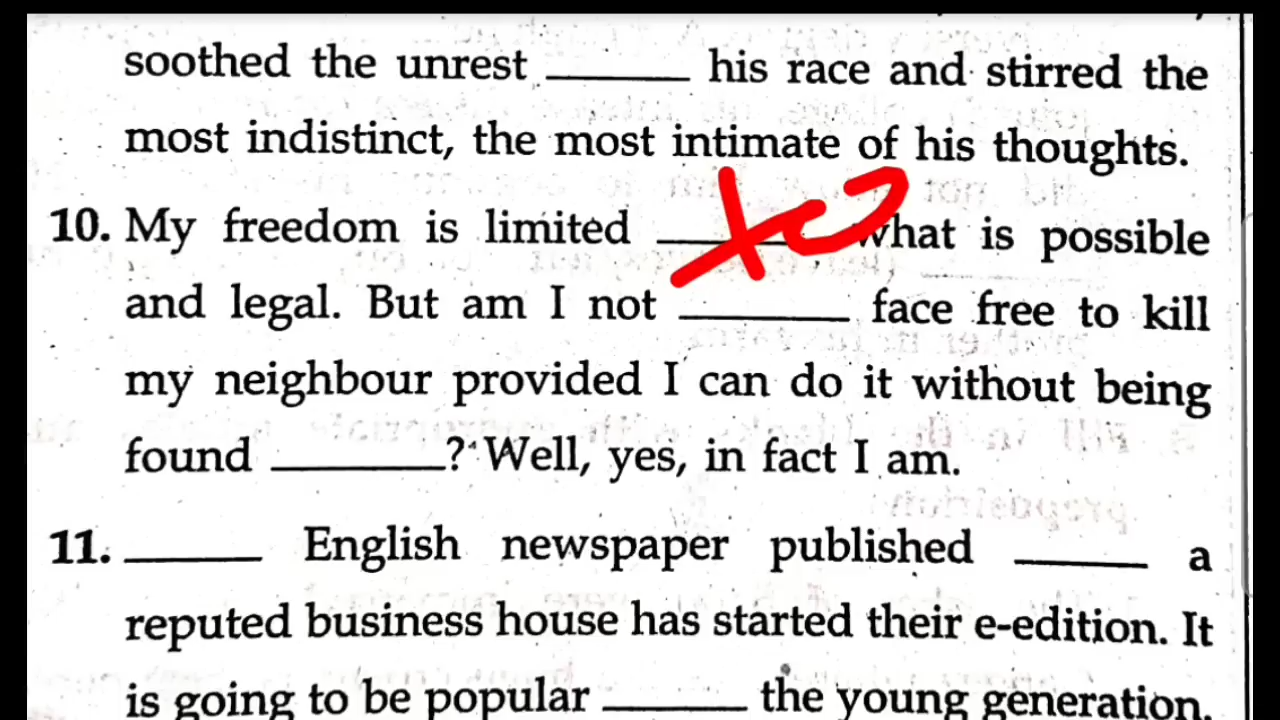 soothed the unrest ______ his race and stirred the
most indistinct, the most intimate of his thoughts.
10. My freedom is limited ______ to what is possible
and legal. But am I not ______ face free to kill
my neighbour provided I can do it without being
found ______? Well, yes, in fact I am.
11. ______ English newspaper published ______ a
reputed business house has started their e-edition. It
is going to be popular ______ the young generation.